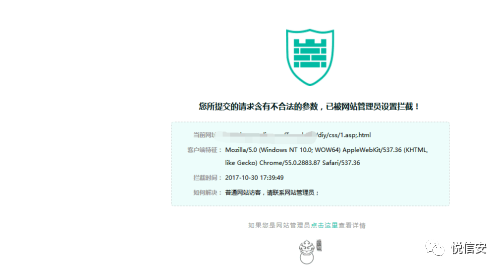 您所提交的请求含有不合法的参数，已被网站管理员设置拦截！
当前网址：/diy/css/1.asp;.html
客户端特征： Mozilla/5.0 (Windows NT 10.0; WOW64) AppleWebKit/537.36 (KHTML,
like Gecko) Chrome/55.0.2883.87 Safari/537.36
拦截时间： 2017-10-30 17:39:49
如何解决： 普通网站访客，请联系网站管理员；
如果您是网站管理员点击这里查看详情
悦信安